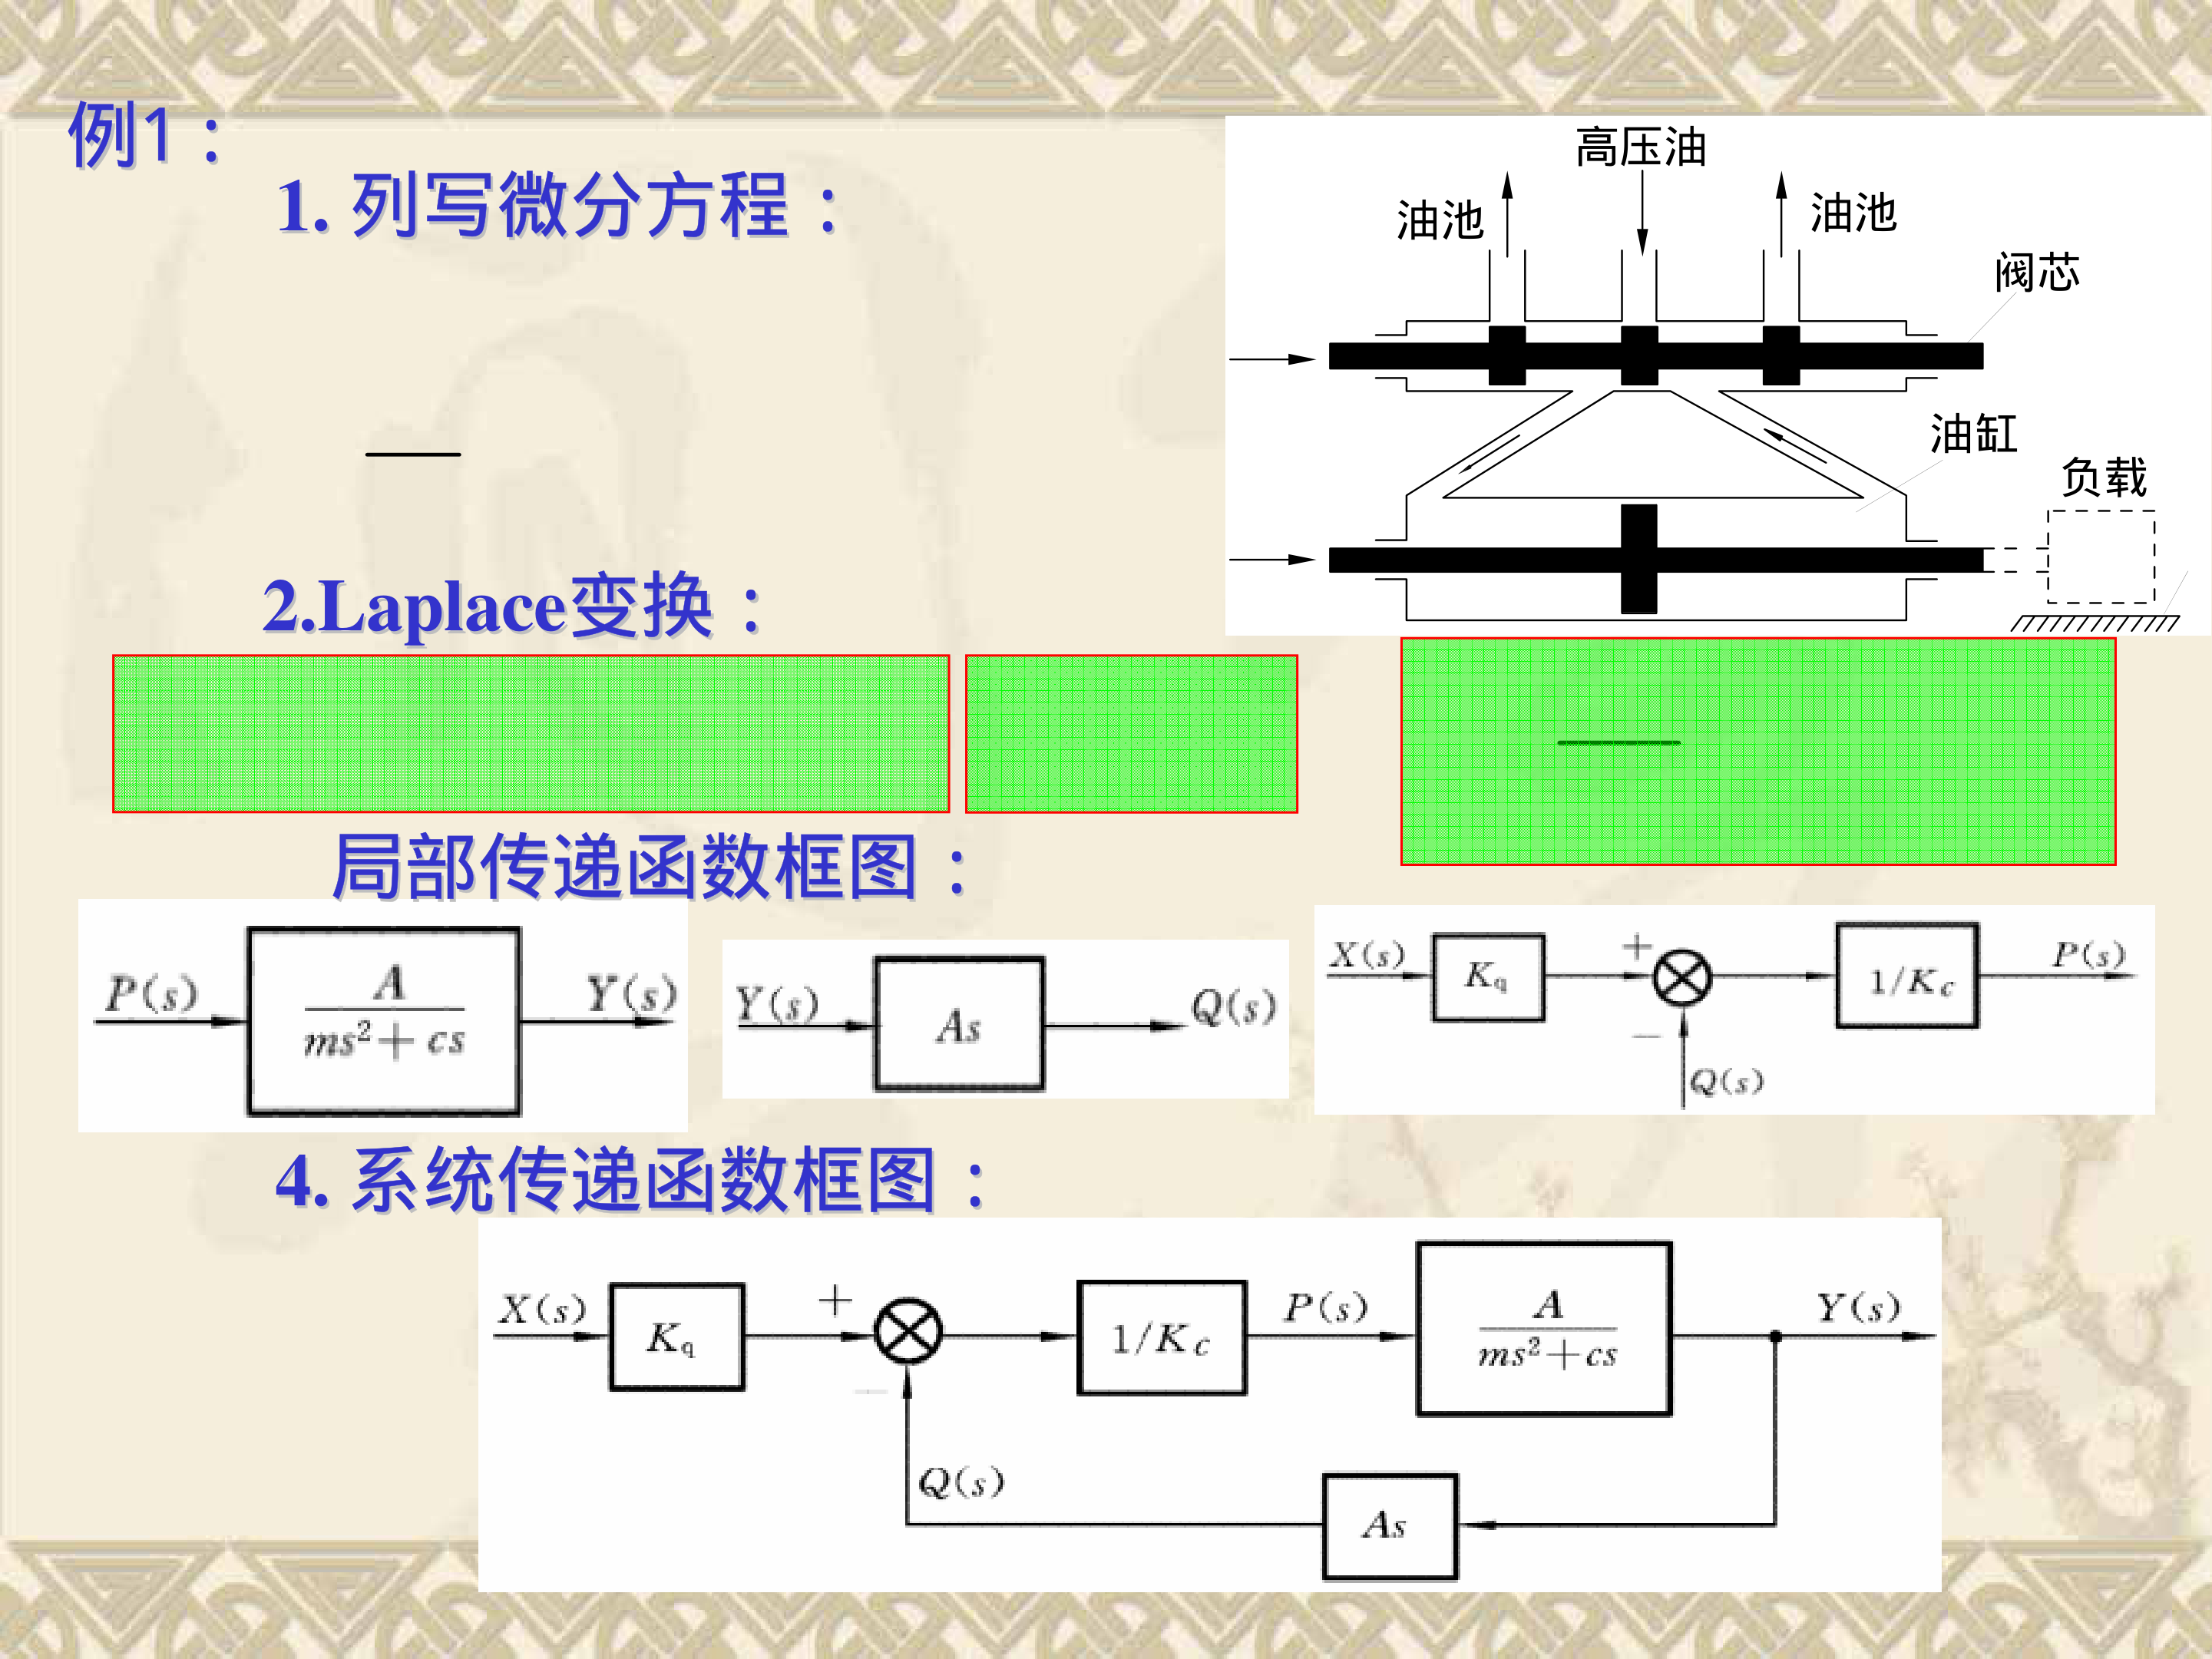 例1：
1. 列写微分方程：
高压油
油池
油池
阀芯
油缸
负载
2.Laplace变换：
局部传递函数框图：
P(s) A/(ms²+cs) Y(s)
Y(s) As Q(s)
X(s) Kq + − 1/Kc P(s)
Q(s)
4. 系统传递函数框图：
X(s) Kq + − 1/Kc P(s) A/(ms²+cs) Y(s)
Q(s) As